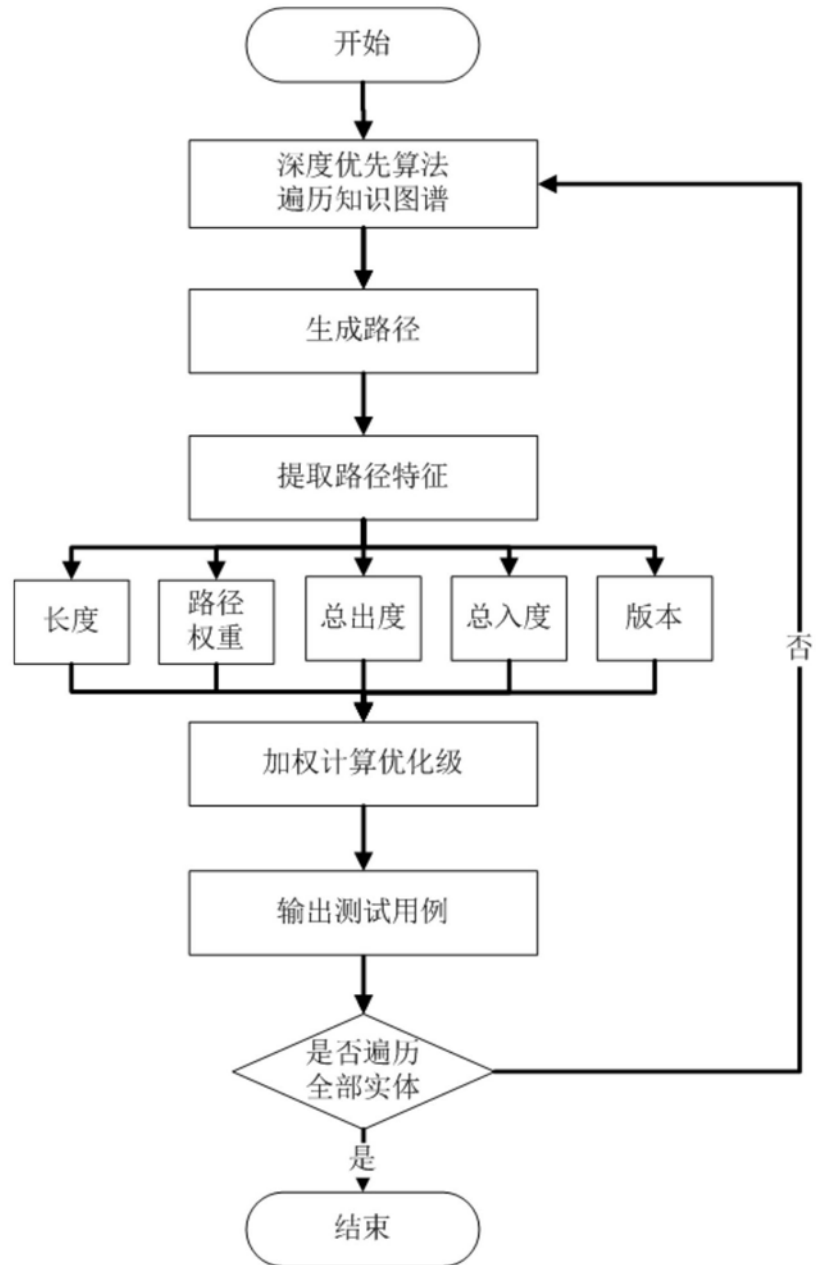 开始
深度优先算法
遍历知识图谱
生成路径
提取路径特征
长度
路径
权重
总出度
总入度
版本
否
加权计算优化级
输出测试用例
是否遍历
全部实体
是
结束